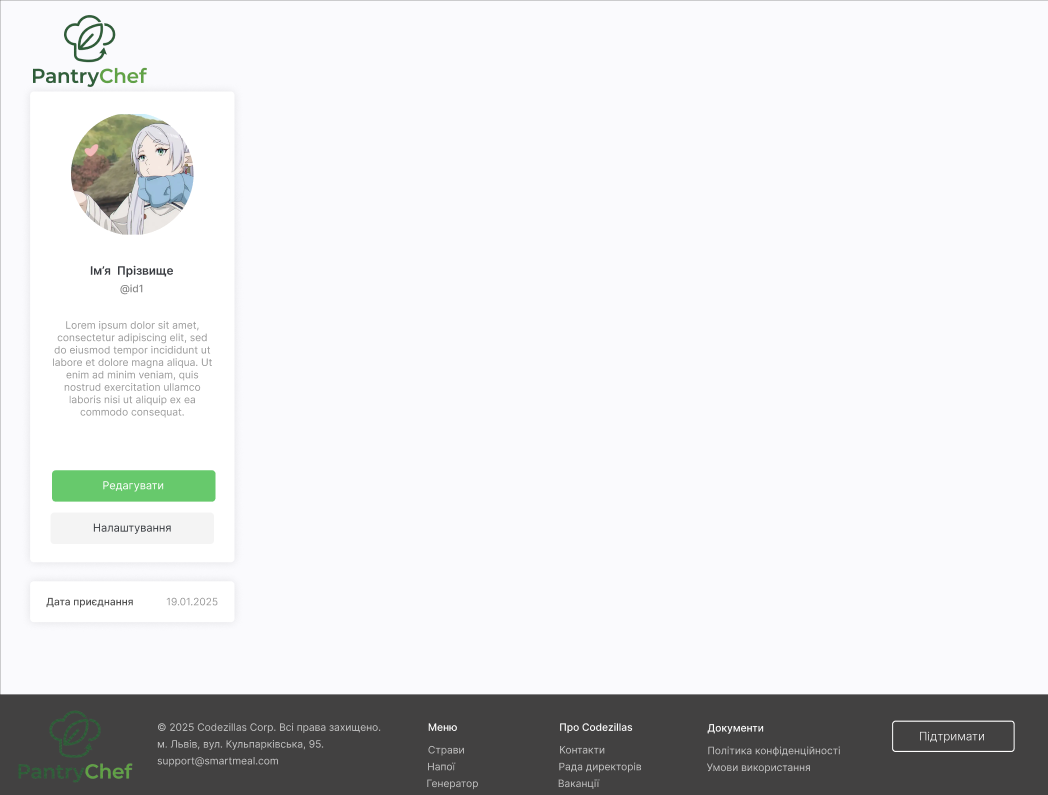 PantryChef
Ім'я Прізвище
@id1
Lorem ipsum dolor sit amet,
consectetur adipiscing elit, sed
do eiusmod tempor incididunt ut
labore et dolore magna aliqua. Ut
enim ad minim veniam, quis
nostrud exercitation ullamco
laboris nisi ut aliquip ex ea
commodo consequat.
Редагувати
Налаштування
Дата приєднання 19.01.2025
PantryChef
© 2025 Codezillas Corp. Всі права захищено.
м. Львів, вул. Кульпарківська, 95.
support@smartmeal.com
Меню
Страви
Напої
Генератор
Про Codezillas
Контакти
Рада директорів
Ваканції
Документи
Політика конфіденційності
Умови використання
Підтримати